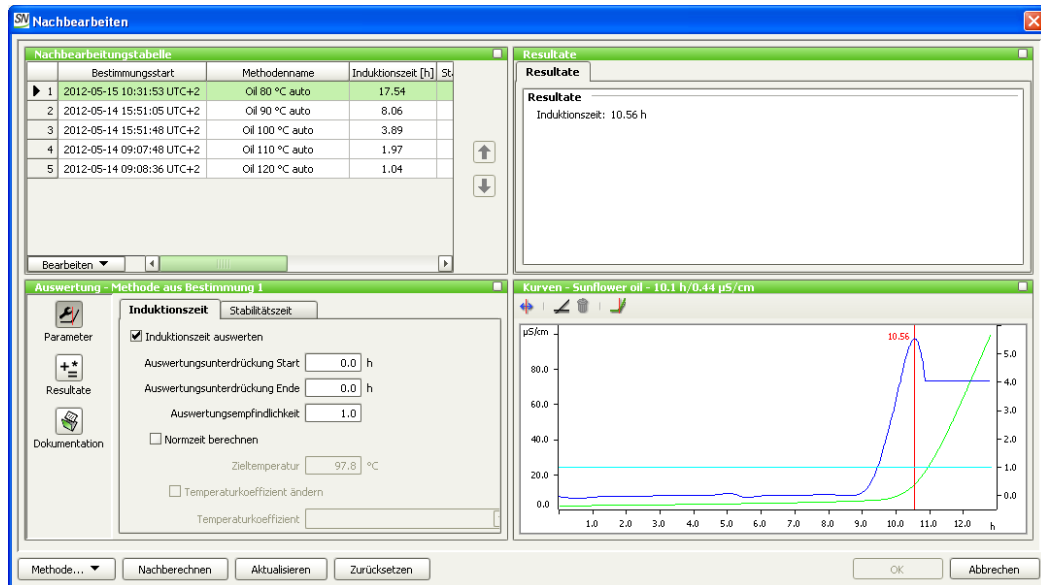 SN Nachbearbeiten
Nachbearbeitungstabelle
Bestimmungsstart Methodenname Induktionszeit [h]
1 2012-05-15 10:31:53 UTC+2 Oil 80 °C auto 17.54
2 2012-05-14 15:51:05 UTC+2 Oil 90 °C auto 8.06
3 2012-05-14 15:51:48 UTC+2 Oil 100 °C auto 3.89
4 2012-05-14 09:07:48 UTC+2 Oil 110 °C auto 1.97
5 2012-05-14 09:08:36 UTC+2 Oil 120 °C auto 1.04
Bearbeiten
Resultate
Resultate
Resultate
Induktionszeit: 10.56 h
Auswertung - Methode aus Bestimmung 1
Parameter
Resultate
Dokumentation
Induktionszeit Stabilitätszeit
Induktionszeit auswerten
Auswertungsunterdrückung Start 0.0 h
Auswertungsunterdrückung Ende 0.0 h
Auswertungsempfindlichkeit 1.0
Normzeit berechnen
Zieltemperatur 97.8 °C
Temperaturkoeffizient ändern
Temperaturkoeffizient
Kurven - Sunflower oil - 10.1 h/0.44 µS/cm
µS/cm
10.56
80.0
60.0
40.0
20.0
0.0
5.0
4.0
3.0
2.0
1.0
0.0
1.0 2.0 3.0 4.0 5.0 6.0 7.0 8.0 9.0 10.0 11.0 12.0 h
Methode... Nachberechnen Aktualisieren Zurücksetzen OK Abbrechen